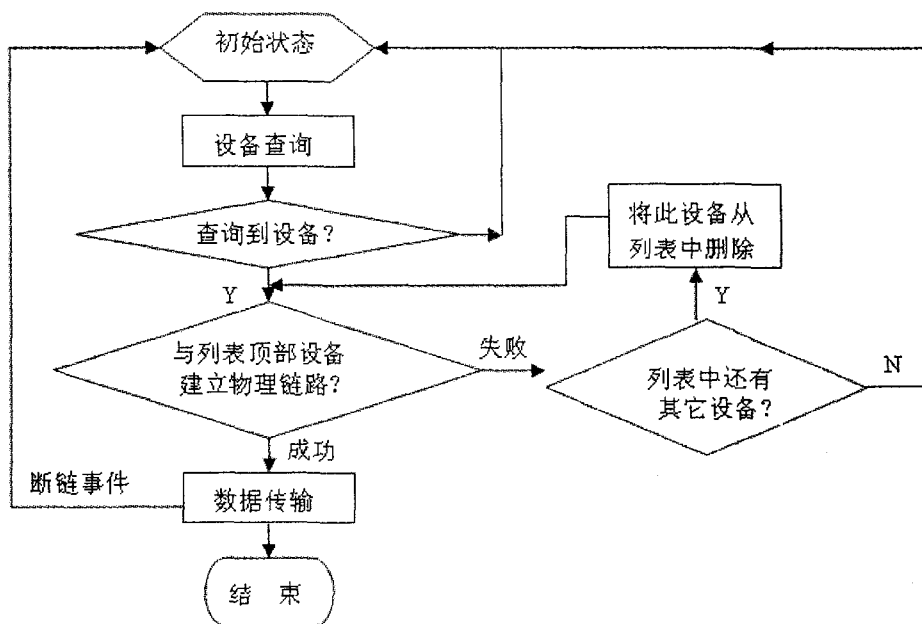 初始状态
设备查询
查询到设备?
Y
将此设备从
列表中删除
Y
与列表顶部设备
建立物理链路?
失败
列表中还有
其它设备?
N
成功
断链事件
数据传输
结 束